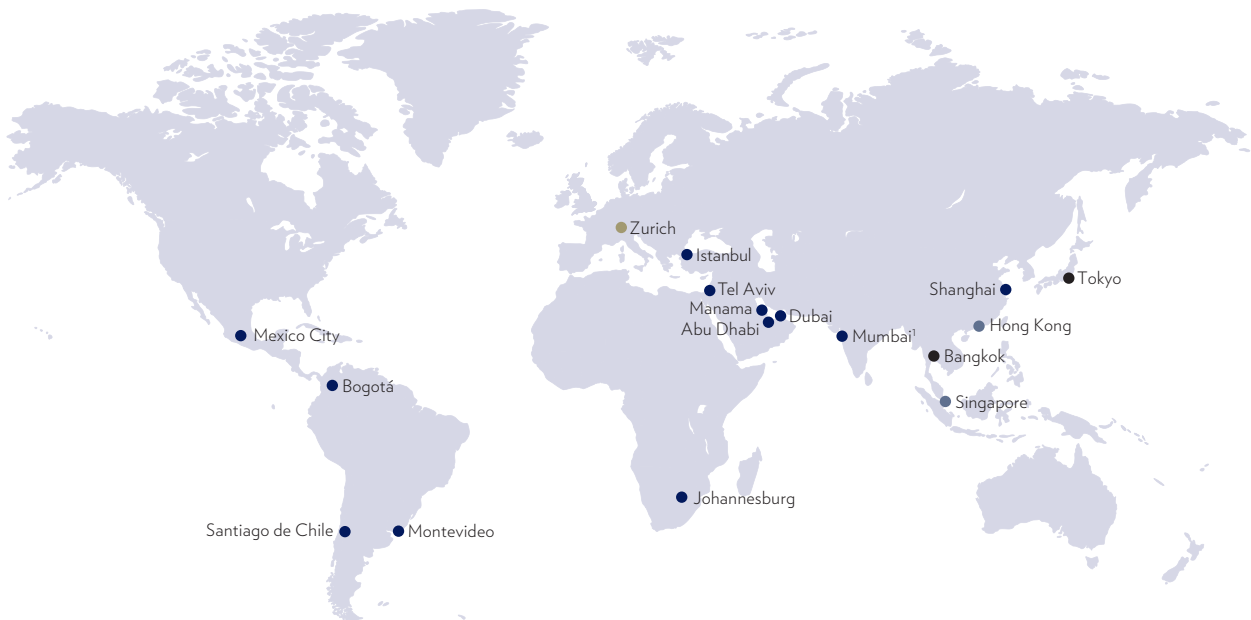 Zurich
Istanbul
Tel Aviv
Manama
Dubai
Abu Dhabi
Mumbai¹
Shanghai
Tokyo
Hong Kong
Bangkok
Singapore
Mexico City
Bogotá
Johannesburg
Santiago de Chile
Montevideo